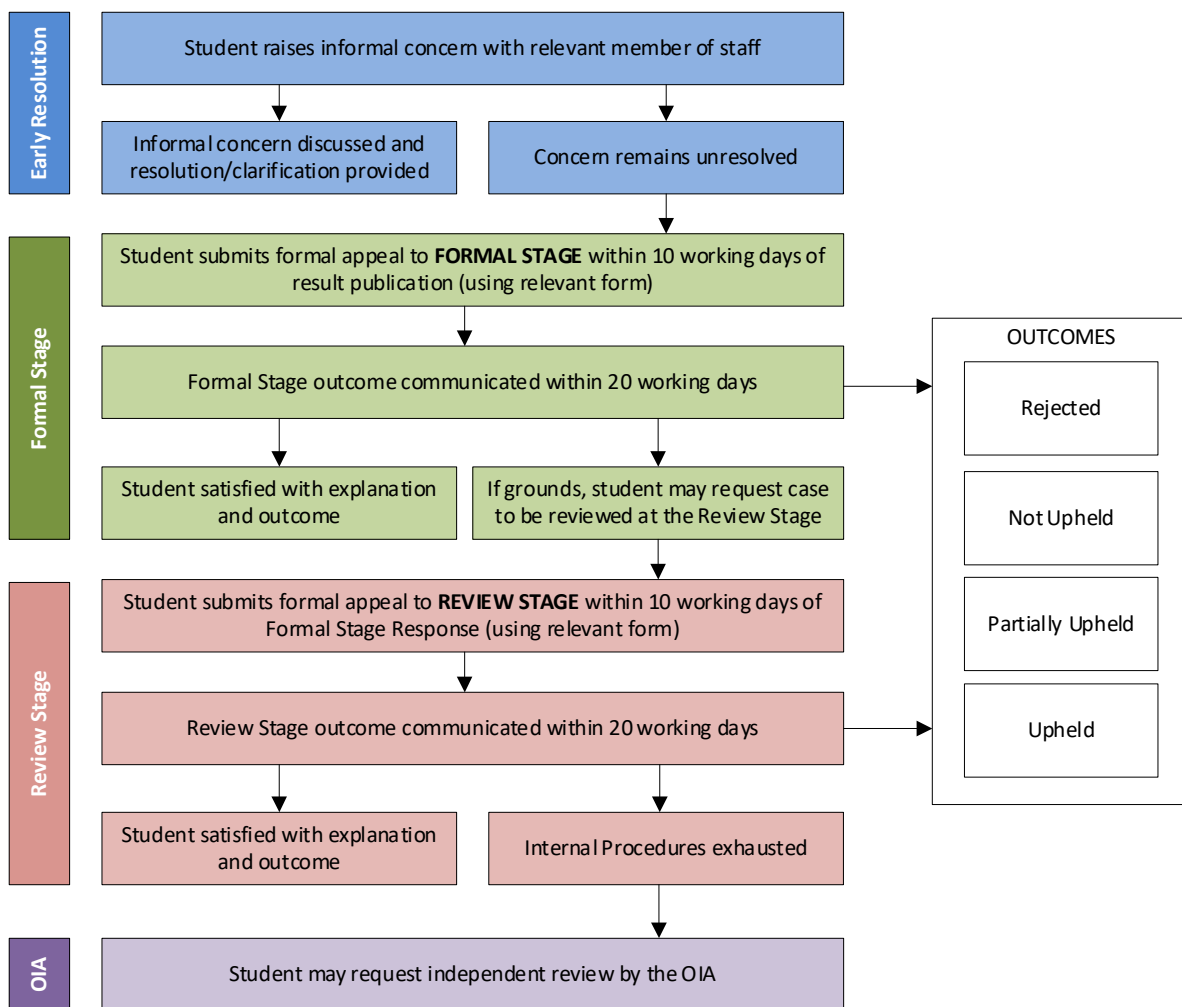 Early Resolution
Student raises informal concern with relevant member of staff
Informal concern discussed and
resolution/clarification provided
Concern remains unresolved
Formal Stage
Student submits formal appeal to FORMAL STAGE within 10 working days of
result publication (using relevant form)
Formal Stage outcome communicated within 20 working days
Student satisfied with explanation
and outcome
If grounds, student may request case
to be reviewed at the Review Stage
OUTCOMES
Rejected
Not Upheld
Partially Upheld
Upheld
Review Stage
Student submits formal appeal to REVIEW STAGE within 10 working days of
Formal Stage Response (using relevant form)
Review Stage outcome communicated within 20 working days
Student satisfied with explanation
and outcome
Internal Procedures exhausted
OIA
Student may request independent review by the OIA